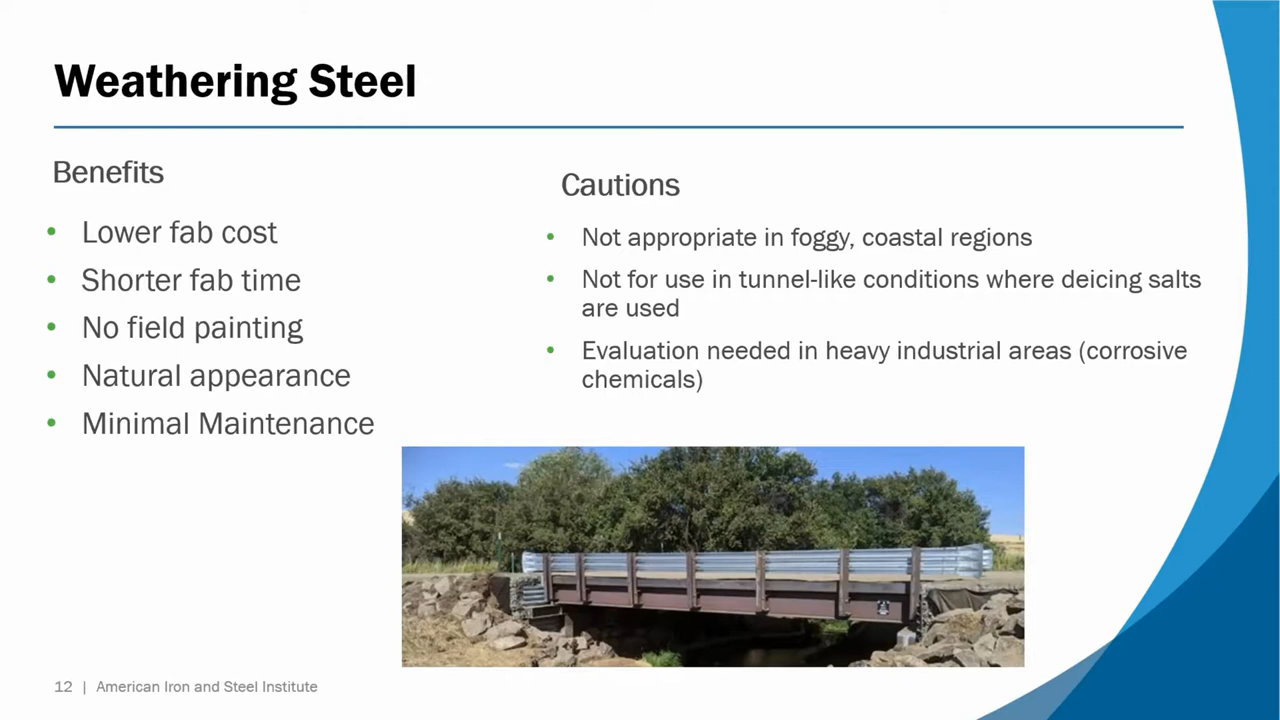 Weathering Steel
Benefits
• Lower fab cost
• Shorter fab time
• No field painting
• Natural appearance
• Minimal Maintenance
Cautions
• Not appropriate in foggy, coastal regions
• Not for use in tunnel-like conditions where deicing salts
are used
• Evaluation needed in heavy industrial areas (corrosive
chemicals)
12 | American Iron and Steel Institute